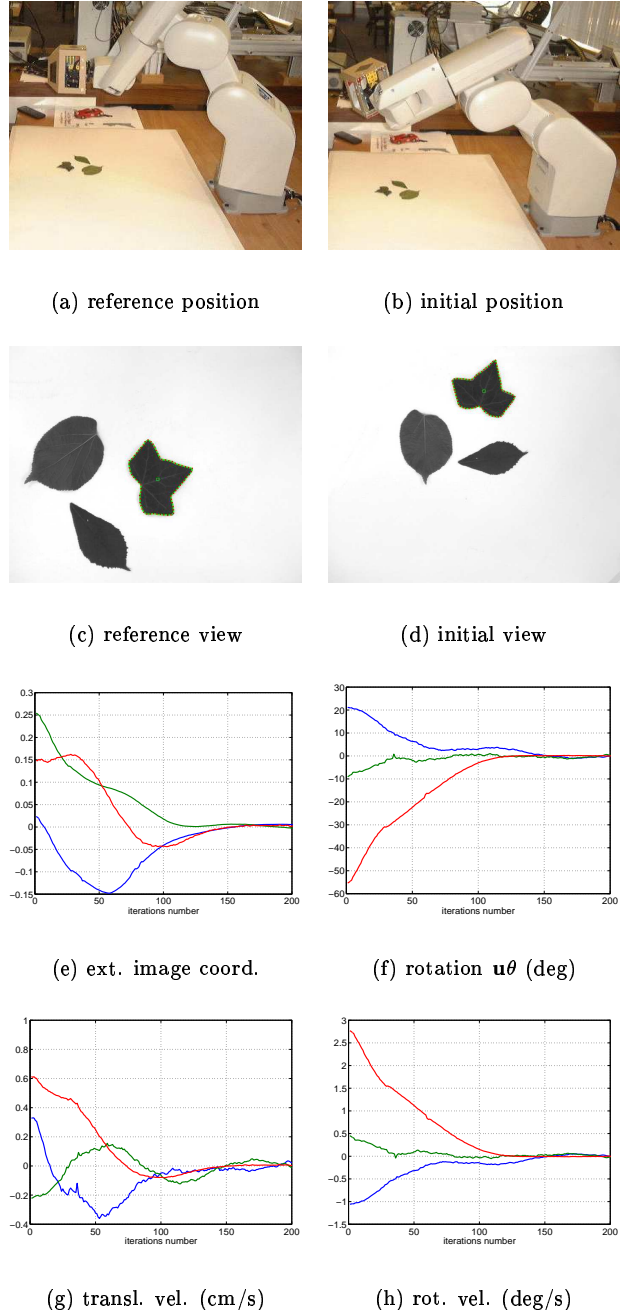 (a) reference position
(b) initial position
(c) reference view
(d) initial view
0.3
0.25
0.2
0.15
0.1
0.05
0
−0.05
−0.1
−0.15
0 50 100 150 200
iterations number
(e) ext. image coord.
30
20
10
0
−10
−20
−30
−40
−50
−60
0 50 100 150 200
iterations number
(f) rotation uθ (deg)
1
0.8
0.6
0.4
0.2
0
−0.2
−0.4
0 50 100 150 200
iterations number
(g) transl. vel. (cm/s)
3
2.5
2
1.5
1
0.5
0
−0.5
−1
−1.5
0 50 100 150 200
iterations number
(h) rot. vel. (deg/s)